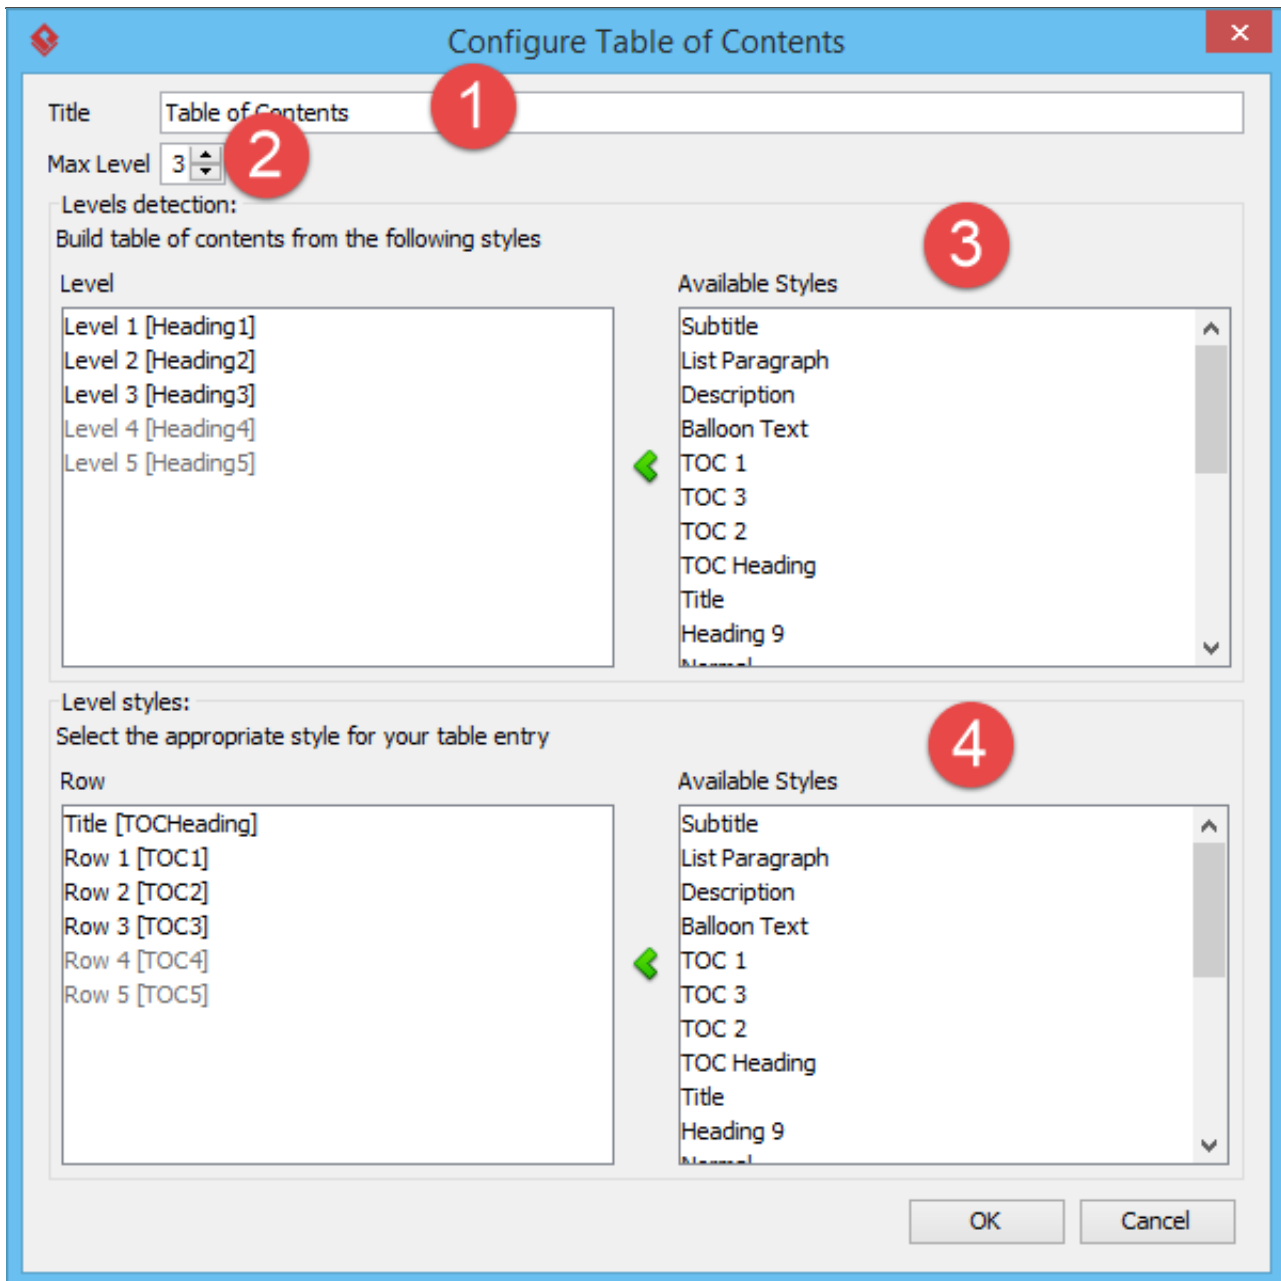 Configure Table of Contents
Title Table of Contents 1
Max Level 3 2
Levels detection:
Build table of contents from the following styles
3
Level
Level 1 [Heading1]
Level 2 [Heading2]
Level 3 [Heading3]
Level 4 [Heading4]
Level 5 [Heading5]
Available Styles
Subtitle
List Paragraph
Description
Balloon Text
TOC 1
TOC 3
TOC 2
TOC Heading
Title
Heading 9
Level styles:
Select the appropriate style for your table entry
4
Row
Title [TOCHeading]
Row 1 [TOC1]
Row 2 [TOC2]
Row 3 [TOC3]
Row 4 [TOC4]
Row 5 [TOC5]
Available Styles
Subtitle
List Paragraph
Description
Balloon Text
TOC 1
TOC 3
TOC 2
TOC Heading
Title
Heading 9
OK Cancel